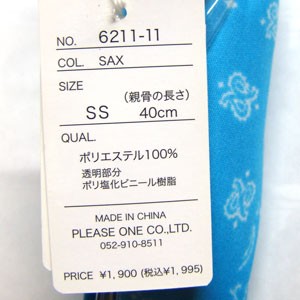 NO. 6211-11
COL. SAX
SIZE
(親骨の長さ)
SS 40cm
QUAL.
ポリエステル100%
透明部分
ポリ塩化ビニール樹脂
MADE IN CHINA
PLEASE ONE CO.,LTD.
052-910-8511
PRICE ¥1,900 (税込¥1,995)